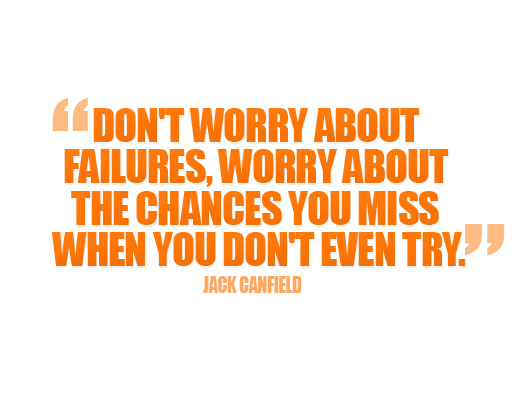 “DON'T WORRY ABOUT
FAILURES, WORRY ABOUT
THE CHANCES YOU MISS
WHEN YOU DON'T EVEN TRY.”
JACK CANFIELD